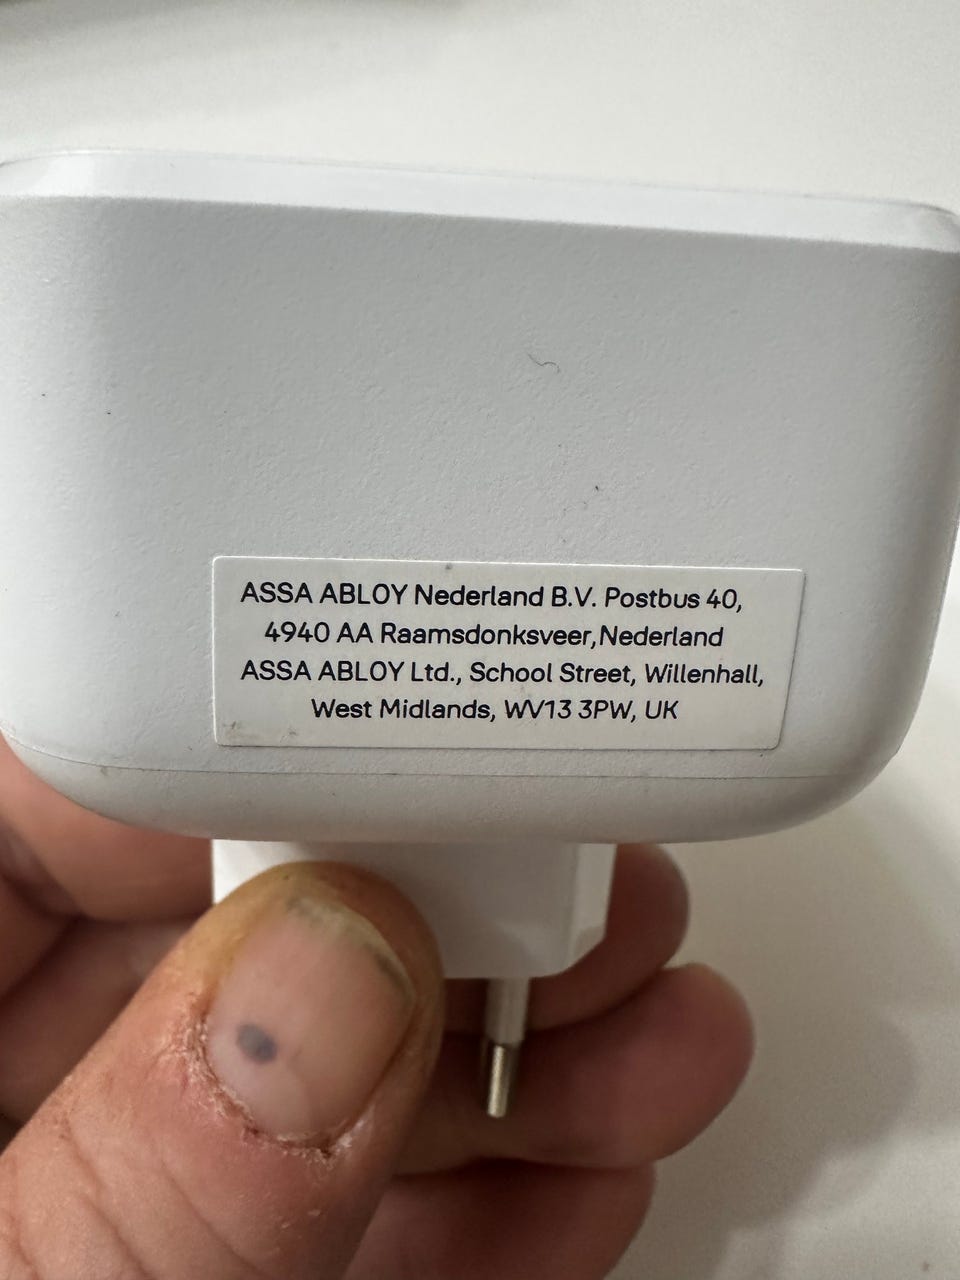 ASSA ABLOY Nederland B.V. Postbus 40,
4940 AA Raamsdonksveer,Nederland
ASSA ABLOY Ltd., School Street, Willenhall,
West Midlands, WV13 3PW, UK